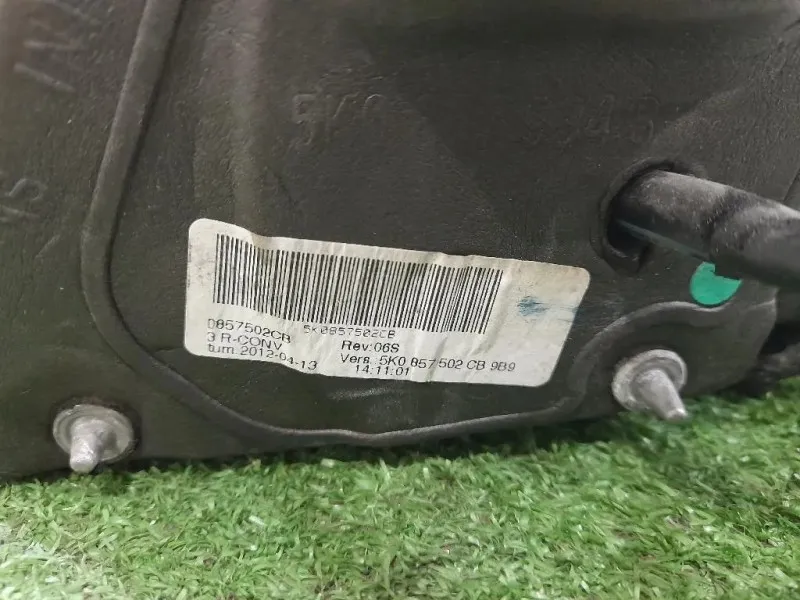 5K0
5K0857502CB
0857502CB Rev:06S
3 R-CONV Vers. 5K0 857 502 CB 9B9
tum 2012-04-13 14:11:01